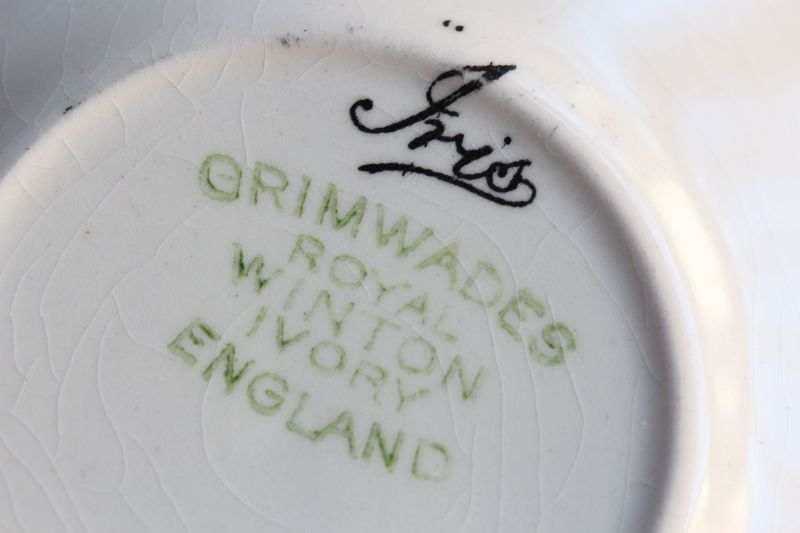 Iris
GRIMWADES
ROYAL
WINTON
IVORY
ENGLAND